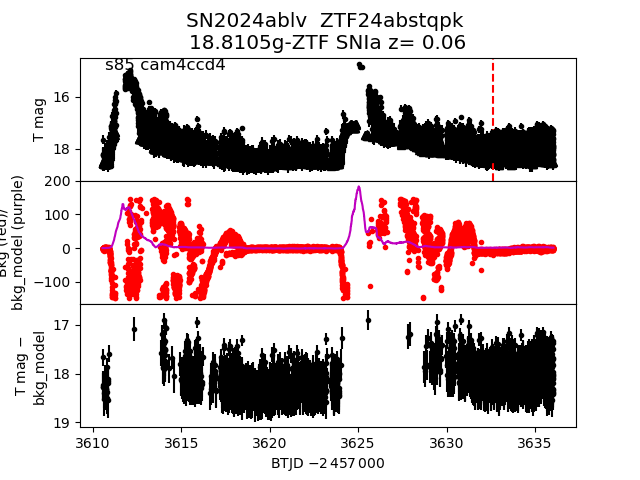 SN2024ablv ZTF24abstqpk
18.8105g-ZTF SNIa z= 0.06
s85 cam4ccd4
T mag
16
18
Bkg (red)/
bkg_model (purple)
200
100
0
−100
T mag −
bkg_model
17
18
19
3610
3615
3620
3625
3630
3635
BTJD −2 457 000